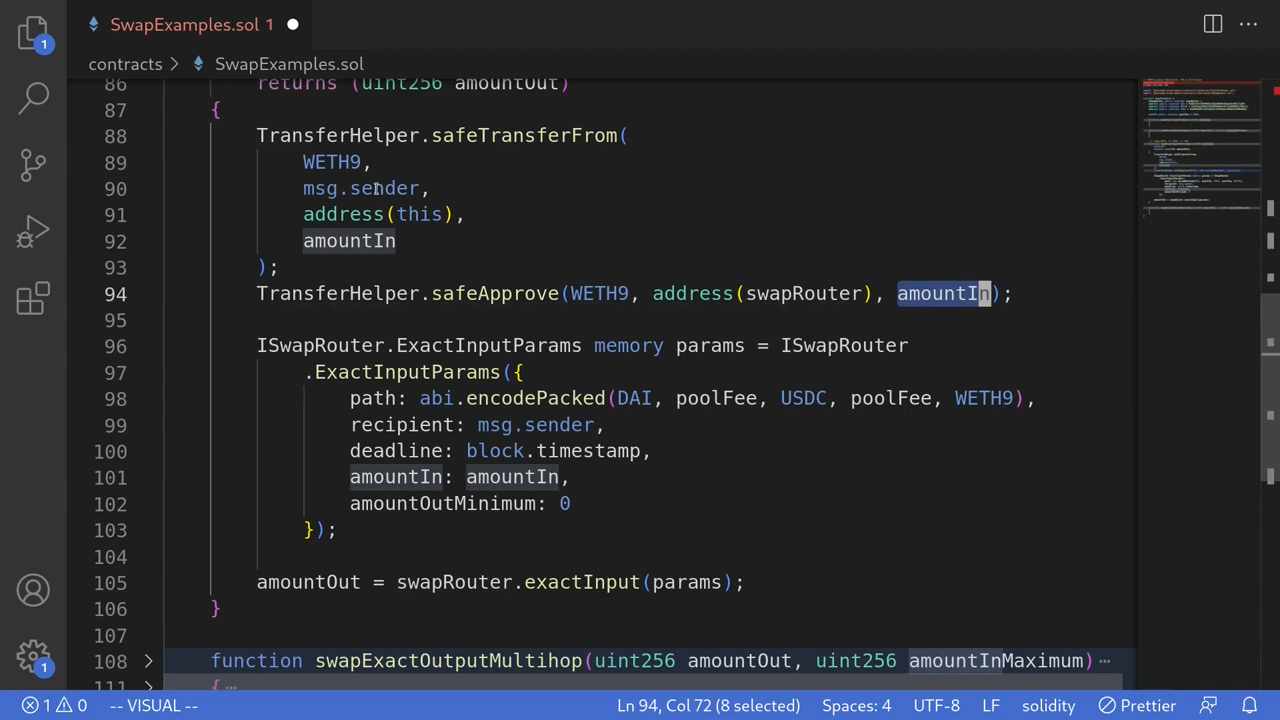 SwapExamples.sol 1
contracts > SwapExamples.sol
86 returns (uint256 amountOut)
87 {
88 TransferHelper.safeTransferFrom(
89 WETH9,
90 msg.sender,
91 address(this),
92 amountIn
93 );
94 TransferHelper.safeApprove(WETH9, address(swapRouter), amountIn);
95
96 ISwapRouter.ExactInputParams memory params = ISwapRouter
97 .ExactInputParams({
98 path: abi.encodePacked(DAI, poolFee, USDC, poolFee, WETH9),
99 recipient: msg.sender,
100 deadline: block.timestamp,
101 amountIn: amountIn,
102 amountOutMinimum: 0
103 });
104
105 amountOut = swapRouter.exactInput(params);
106 }
107
108 function swapExactOutputMultihop(uint256 amountOut, uint256 amountInMaximum) ⋯
111 { ⋯
1
1
1 0 -- VISUAL -- Ln 94, Col 72 (8 selected) Spaces: 4 UTF-8 LF solidity Prettier